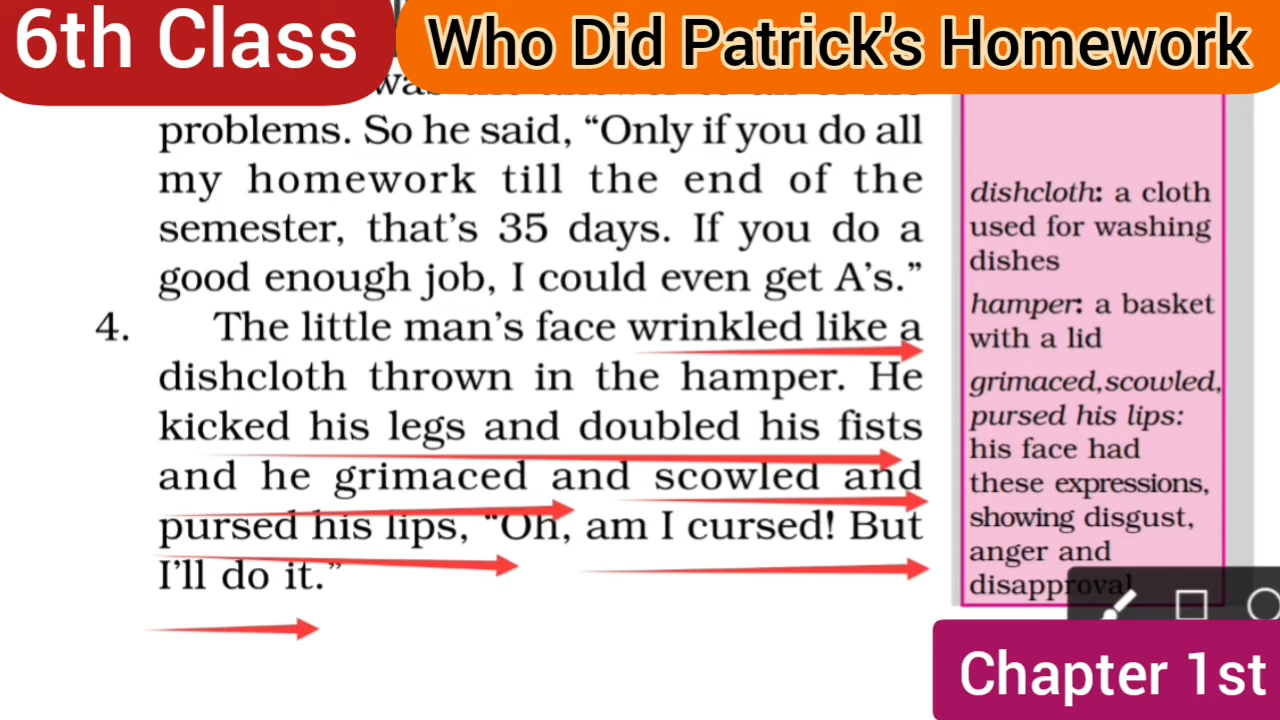 6th Class
Who Did Patrick's Homework
problems. So he said, “Only if you do all
my homework till the end of the
semester, that’s 35 days. If you do a
good enough job, I could even get A’s.”
4. The little man’s face wrinkled like a
dishcloth thrown in the hamper. He
kicked his legs and doubled his fists
and he grimaced and scowled and
pursed his lips, “Oh, am I cursed! But
I’ll do it.”
dishcloth: a cloth
used for washing
dishes
hamper: a basket
with a lid
grimaced, scowled,
pursed his lips:
his face had
these expressions,
showing disgust,
anger and
disapproval
Chapter 1st